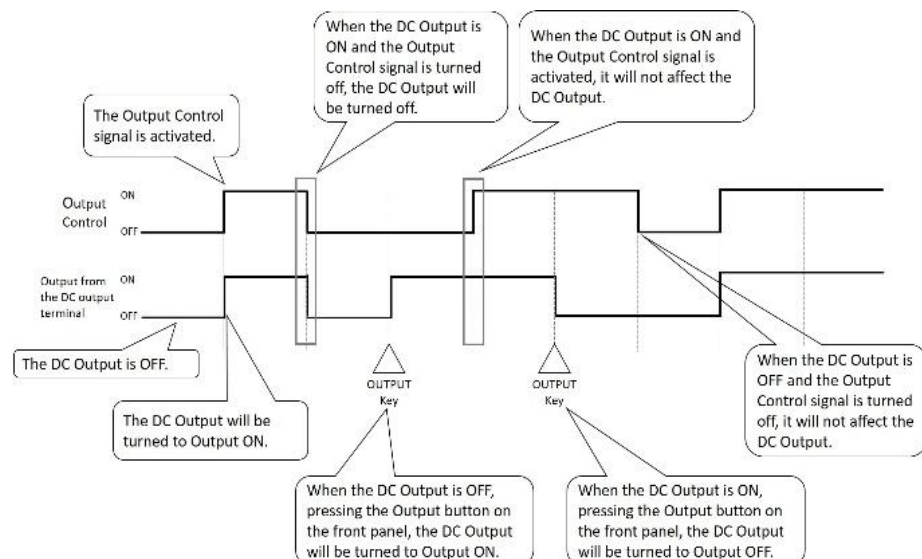 When the DC Output is
ON and the Output
Control signal is turned
off, the DC Output will
be turned off.
When the DC Output is ON and
the Output Control signal is
activated, it will not affect the
DC Output.
The Output Control
signal is activated.
Output
Control
ON
OFF
Output from
the DC output
terminal
ON
OFF
The DC Output is OFF.
The DC Output will be
turned to Output ON.
OUTPUT
Key
OUTPUT
Key
When the DC Output is
OFF and the Output
Control signal is turned
off, it will not affect the
DC Output.
When the DC Output is OFF,
pressing the Output button on
the front panel, the DC Output
will be turned to Output ON.
When the DC Output is ON,
pressing the Output button on
the front panel, the DC Output
will be turned to Output OFF.